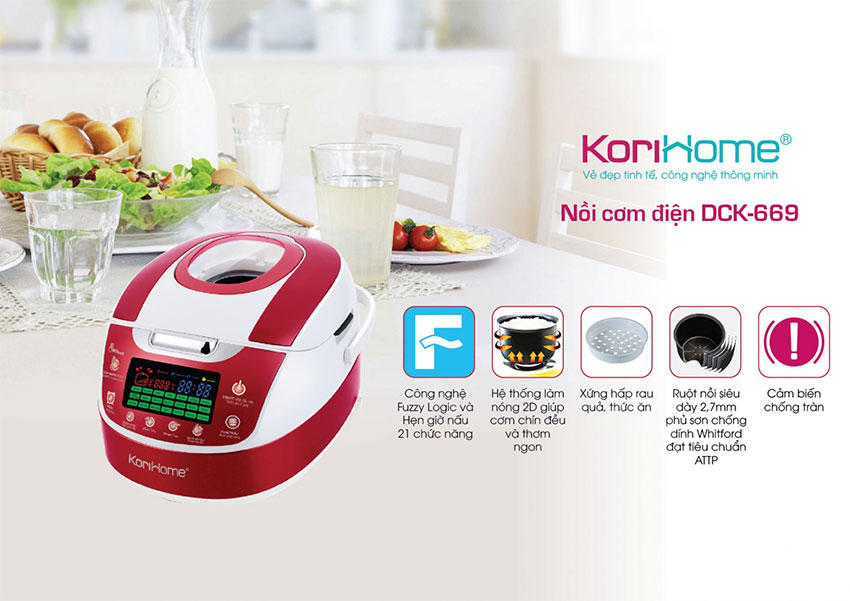 KoriHome®
Vẻ đẹp tinh tế, công nghệ thông minh
Nồi cơm điện DCK-669
Công nghệ
Fuzzy Logic và
Hẹn giờ nấu
21 chức năng
Hệ thống làm
nóng 2D giúp
cơm chín đều
và thơm
ngon
Xửng hấp rau
quả, thức ăn
Ruột nồi siêu
dày 2,7mm
phủ sơn chống
dính Whitford
đạt tiêu chuẩn
ATTP
Cảm biến
chống tràn
88:88
KoriHome®